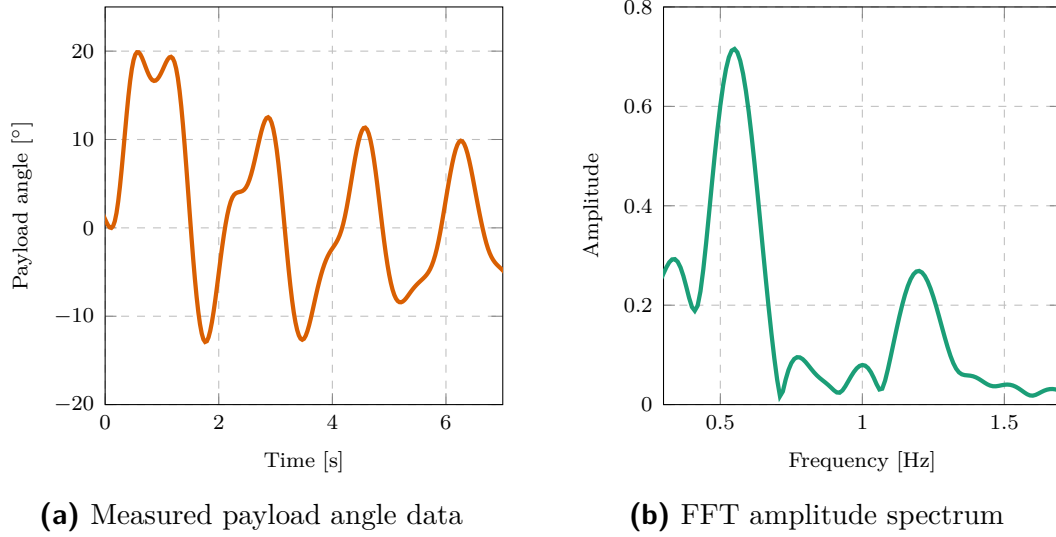 20
10
0
−10
−20
0
2
4
6
Payload angle [°]
Time [s]
(a) Measured payload angle data
0.8
0.6
0.4
0.2
0
0.5
1
1.5
Amplitude
Frequency [Hz]
(b) FFT amplitude spectrum